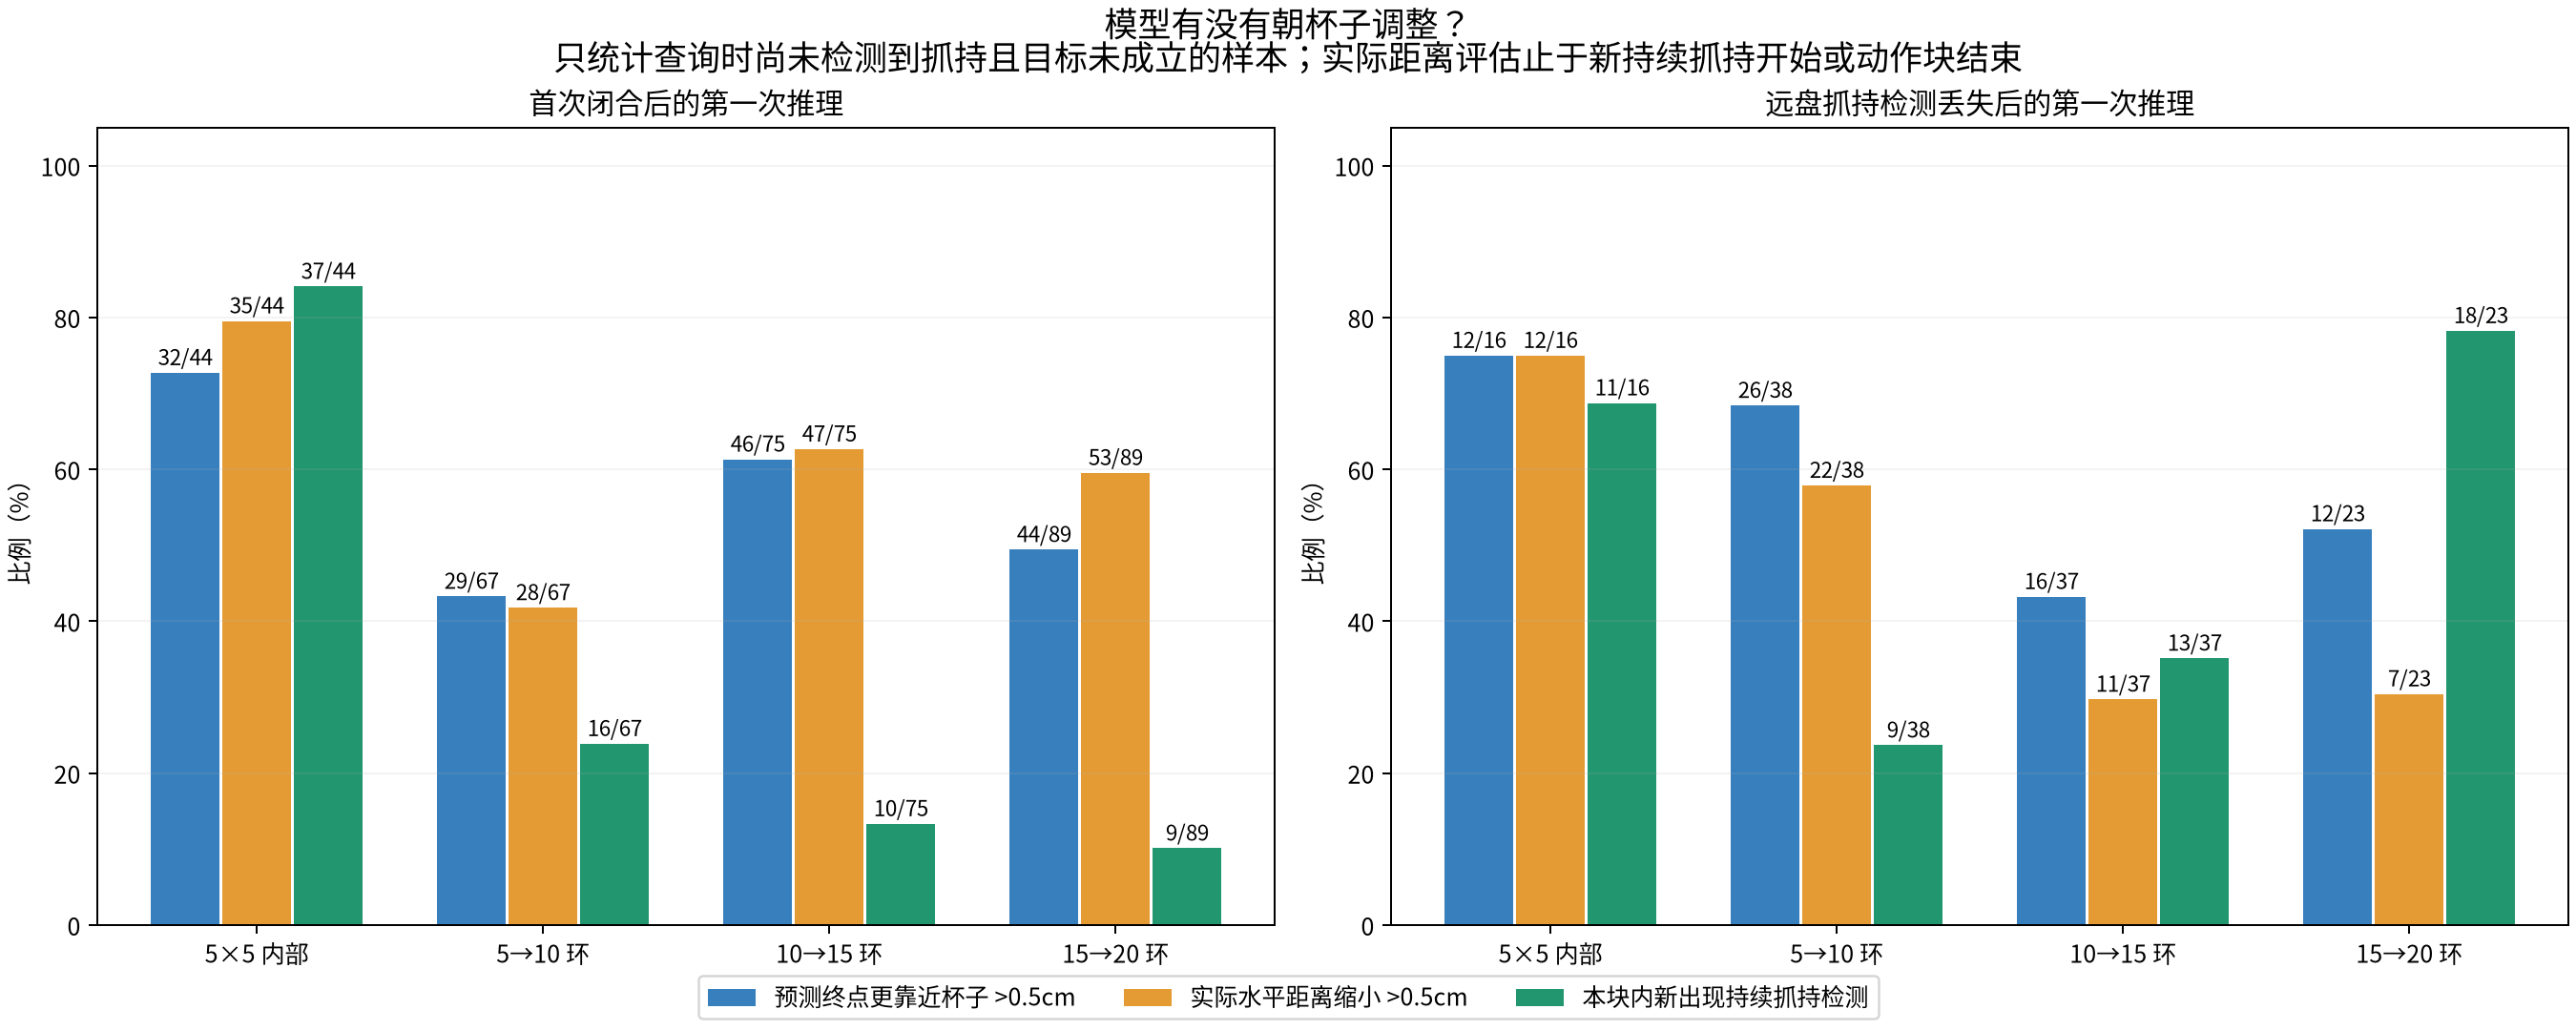 模型有没有朝杯子调整？
只统计查询时尚未检测到抓持且目标未成立的样本；实际距离评估止于新持续抓持开始或动作块结束
首次闭合后的第一次推理
比例（%）
100
80
60
40
20
0
32/44
35/44
37/44
29/67
28/67
16/67
46/75
47/75
10/75
44/89
53/89
9/89
5×5 内部
5→10 环
10→15 环
15→20 环
远盘抓持检测丢失后的第一次推理
比例（%）
100
80
60
40
20
0
12/16
12/16
11/16
26/38
22/38
9/38
16/37
11/37
13/37
12/23
7/23
18/23
5×5 内部
5→10 环
10→15 环
15→20 环
预测终点更靠近杯子 >0.5cm
实际水平距离缩小 >0.5cm
本块内新出现持续抓持检测